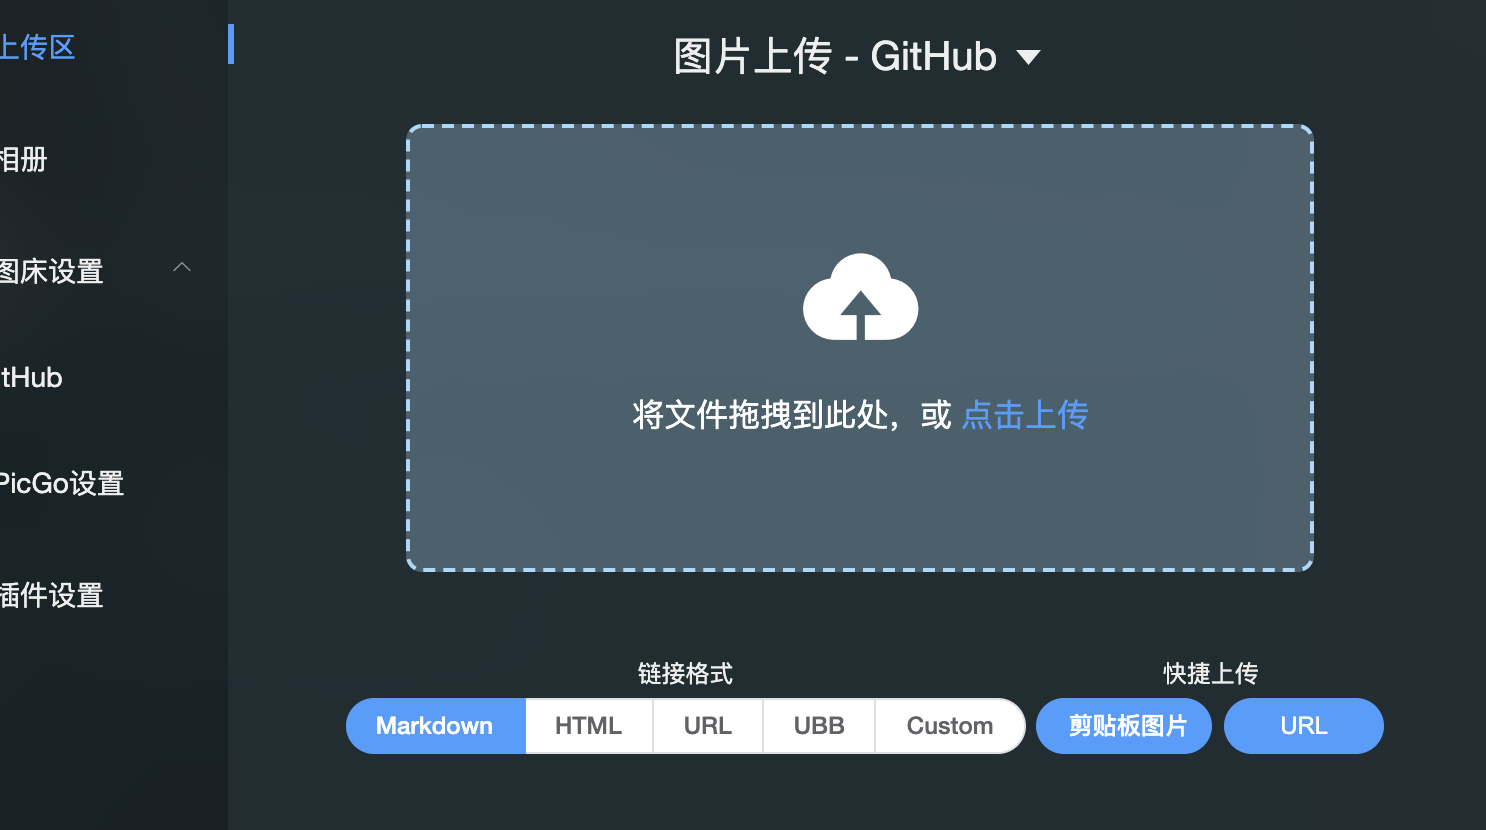 上传区
相册
图床设置
tHub
PicGo设置
插件设置
图片上传 - GitHub
将文件拖拽到此处，或 点击上传
链接格式
快捷上传
Markdown HTML URL UBB Custom 剪贴板图片 URL